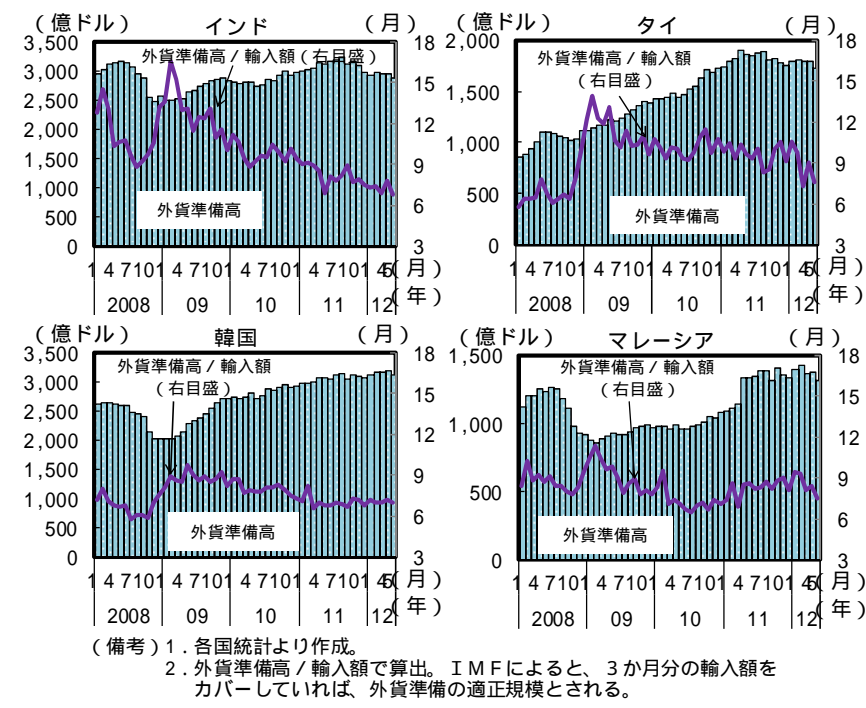 （億ドル） インド （月）
3,500 18
3,000 15
2,500
2,000 12
1,500 9
1,000 6
500
0 3
外貨準備高／輸入額（右目盛）
外貨準備高
1 4 7 10 1 4 7 10 1 4 7 10 1 4 7 10 1 4 5（月）
2008 09 10 11 12（年）
（億ドル） タイ （月）
2,000 18
1,500 15
12
1,000 9
500 6
0 3
外貨準備高／輸入額
（右目盛）
外貨準備高
1 4 7 10 1 4 7 10 1 4 7 10 1 4 7 10 1 4 5（月）
2008 09 10 11 12（年）
（億ドル） 韓国 （月）
3,500 18
3,000 15
2,500
2,000 12
1,500 9
1,000 6
500
0 3
外貨準備高／輸入額
（右目盛）
外貨準備高
1 4 7 10 1 4 7 10 1 4 7 10 1 4 7 10 1 4 5（月）
2008 09 10 11 12（年）
（億ドル） マレーシア （月）
1,500 18
15
1,000 12
9
500 6
0 3
外貨準備高／輸入額
（右目盛）
外貨準備高
1 4 7 10 1 4 7 10 1 4 7 10 1 4 7 10 1 4 5（月）
2008 09 10 11 12（年）
（備考）１．各国統計より作成。
２．外貨準備高／輸入額で算出。ＩＭＦによると、３か月分の輸入額を
カバーしていれば、外貨準備の適正規模とされる。